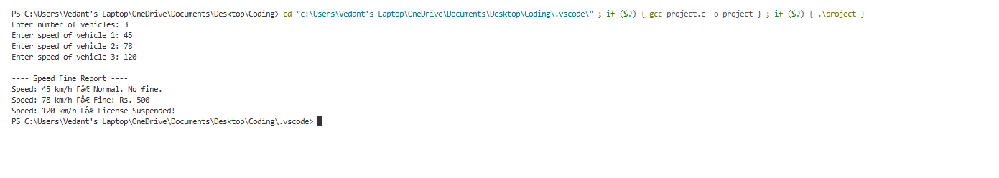 PS C:\Users\Vedant's Laptop\OneDrive\Documents\Desktop\Coding> cd "c:\Users\Vedant's Laptop\OneDrive\Documents\Desktop\Coding\.vscode\" ; if ($?) { gcc project.c -o project } ; if ($?) { .\project }
Enter number of vehicles: 3
Enter speed of vehicle 1: 45
Enter speed of vehicle 2: 78
Enter speed of vehicle 3: 120
---- Speed Fine Report ----
Speed: 45 km/h ΓåÆ Normal. No fine.
Speed: 78 km/h ΓåÆ Fine: Rs. 500
Speed: 120 km/h ΓåÆ License Suspended!
PS C:\Users\Vedant's Laptop\OneDrive\Documents\Desktop\Coding\.vscode>